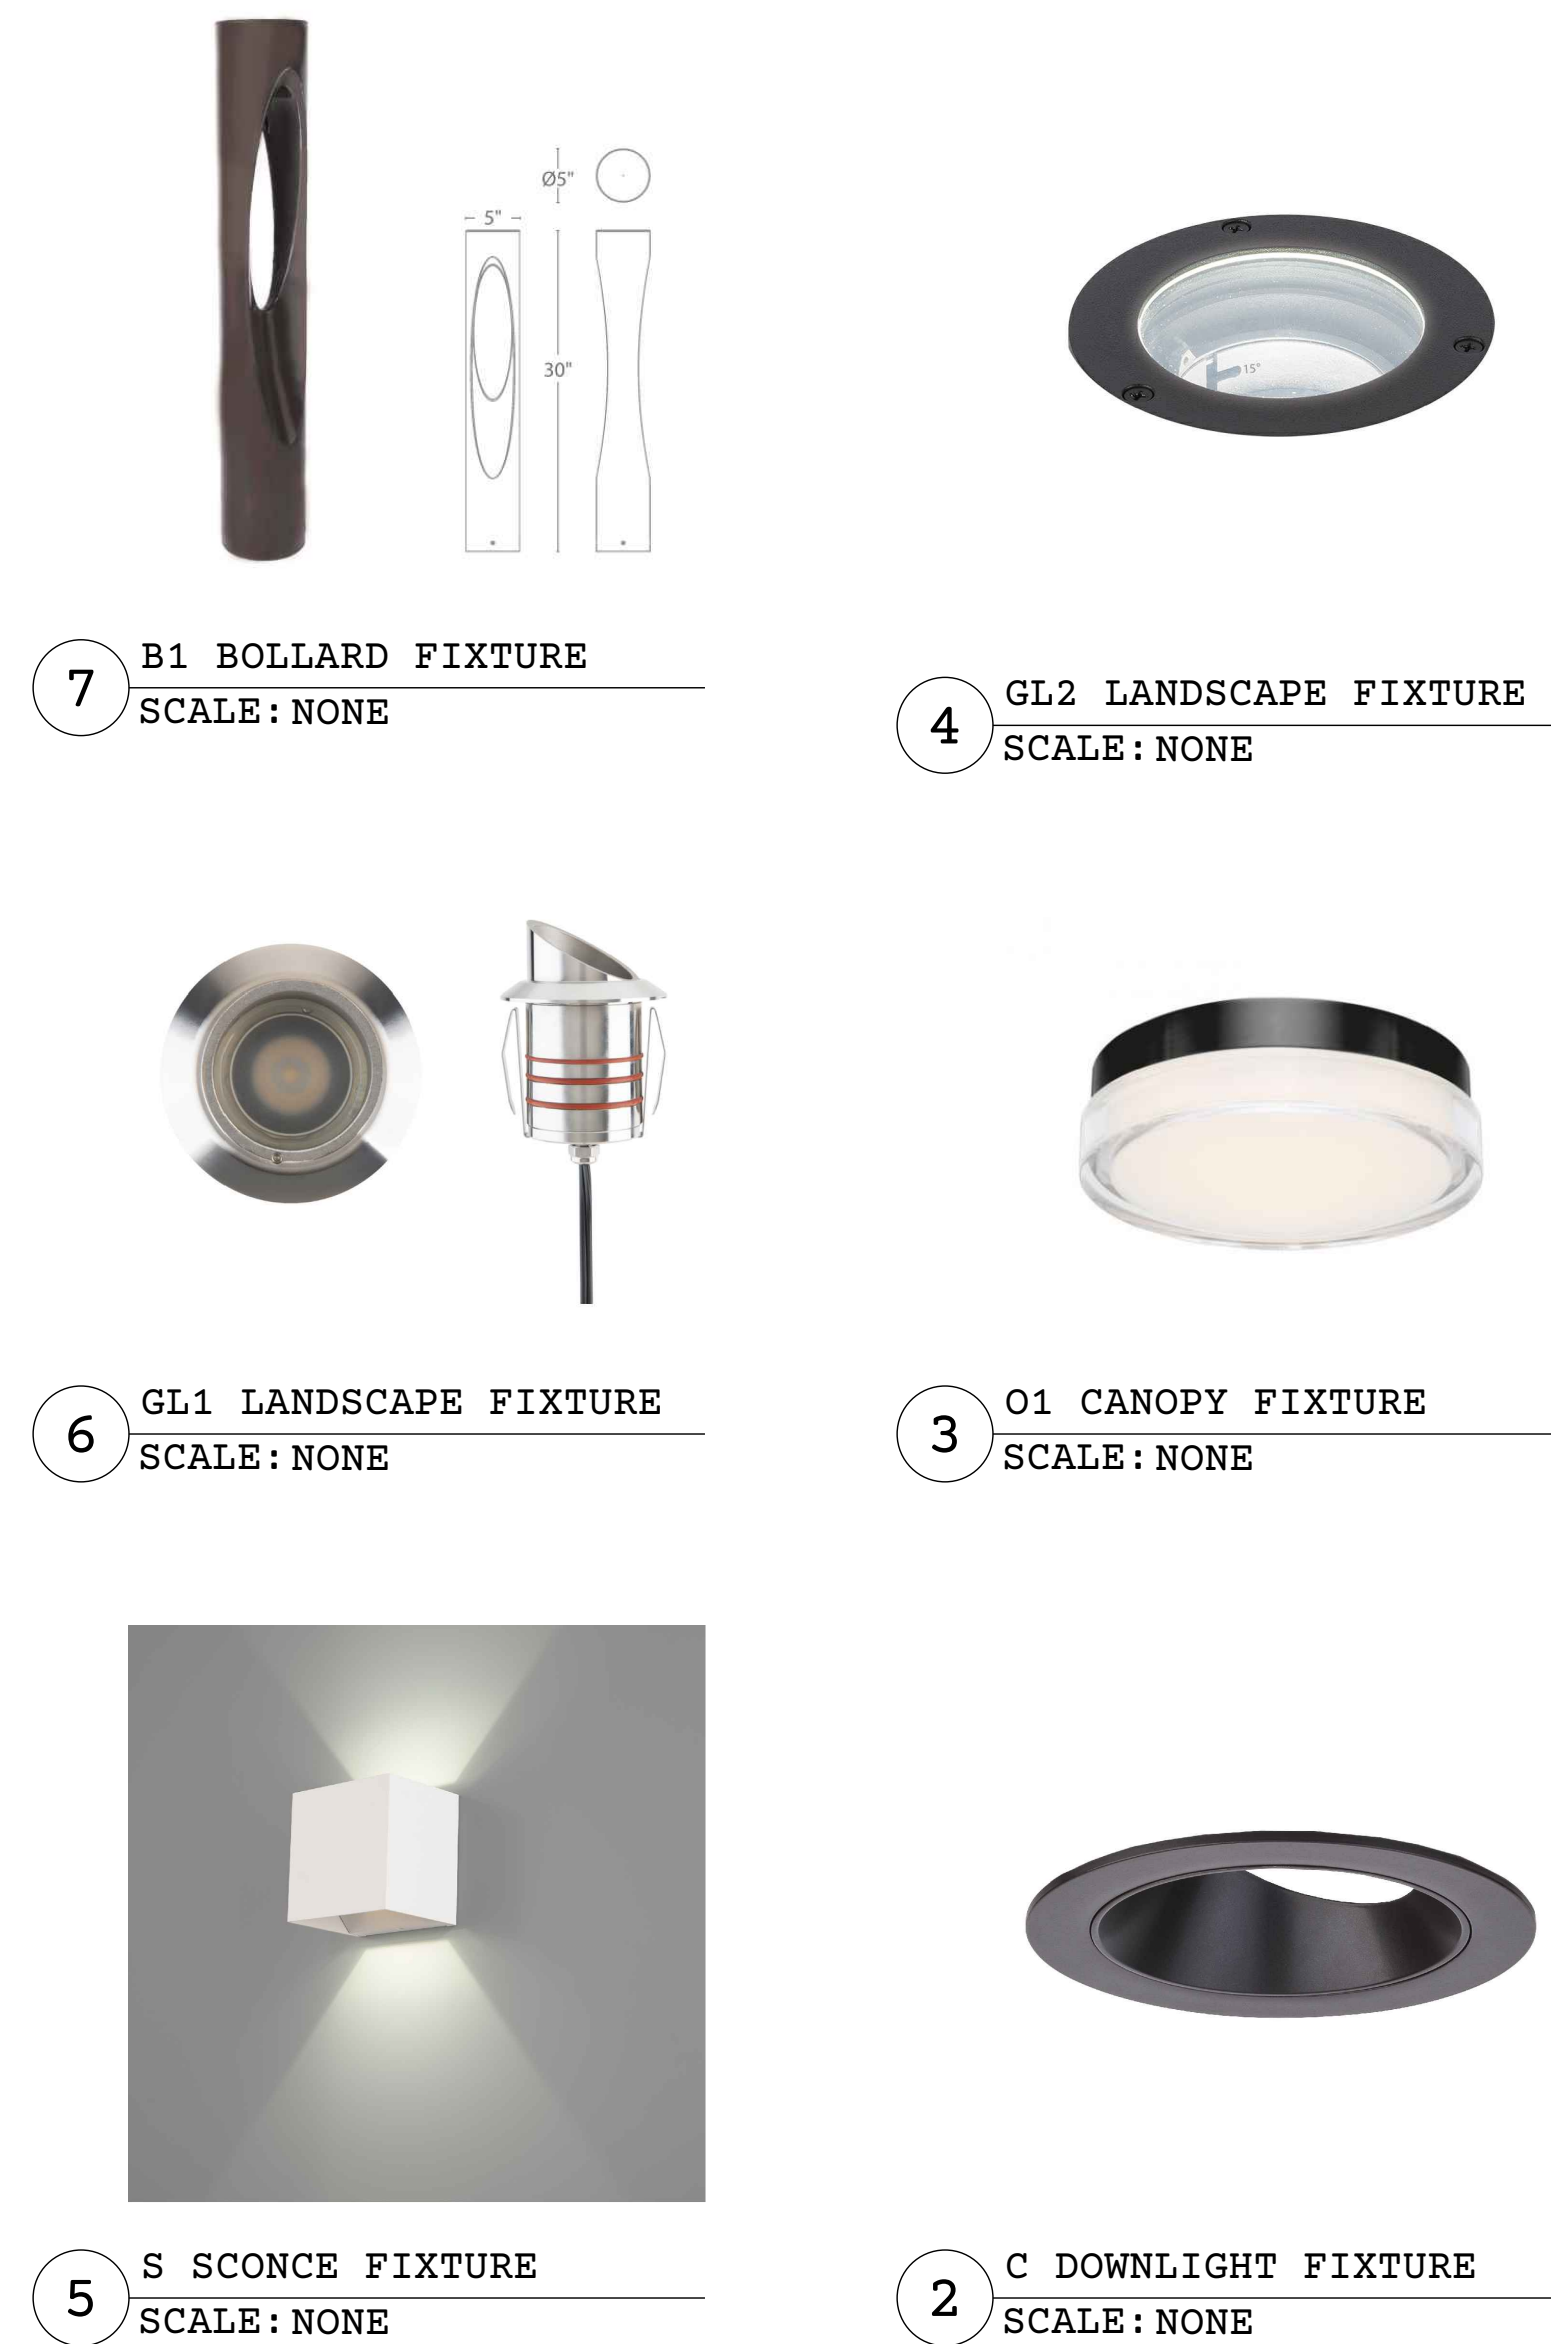 Ø5"
5"
30"
7
B1 BOLLARD FIXTURE
SCALE: NONE
15°
4
GL2 LANDSCAPE FIXTURE
SCALE: NONE
6
GL1 LANDSCAPE FIXTURE
SCALE: NONE
3
O1 CANOPY FIXTURE
SCALE: NONE
5
S SCONCE FIXTURE
SCALE: NONE
2
C DOWNLIGHT FIXTURE
SCALE: NONE